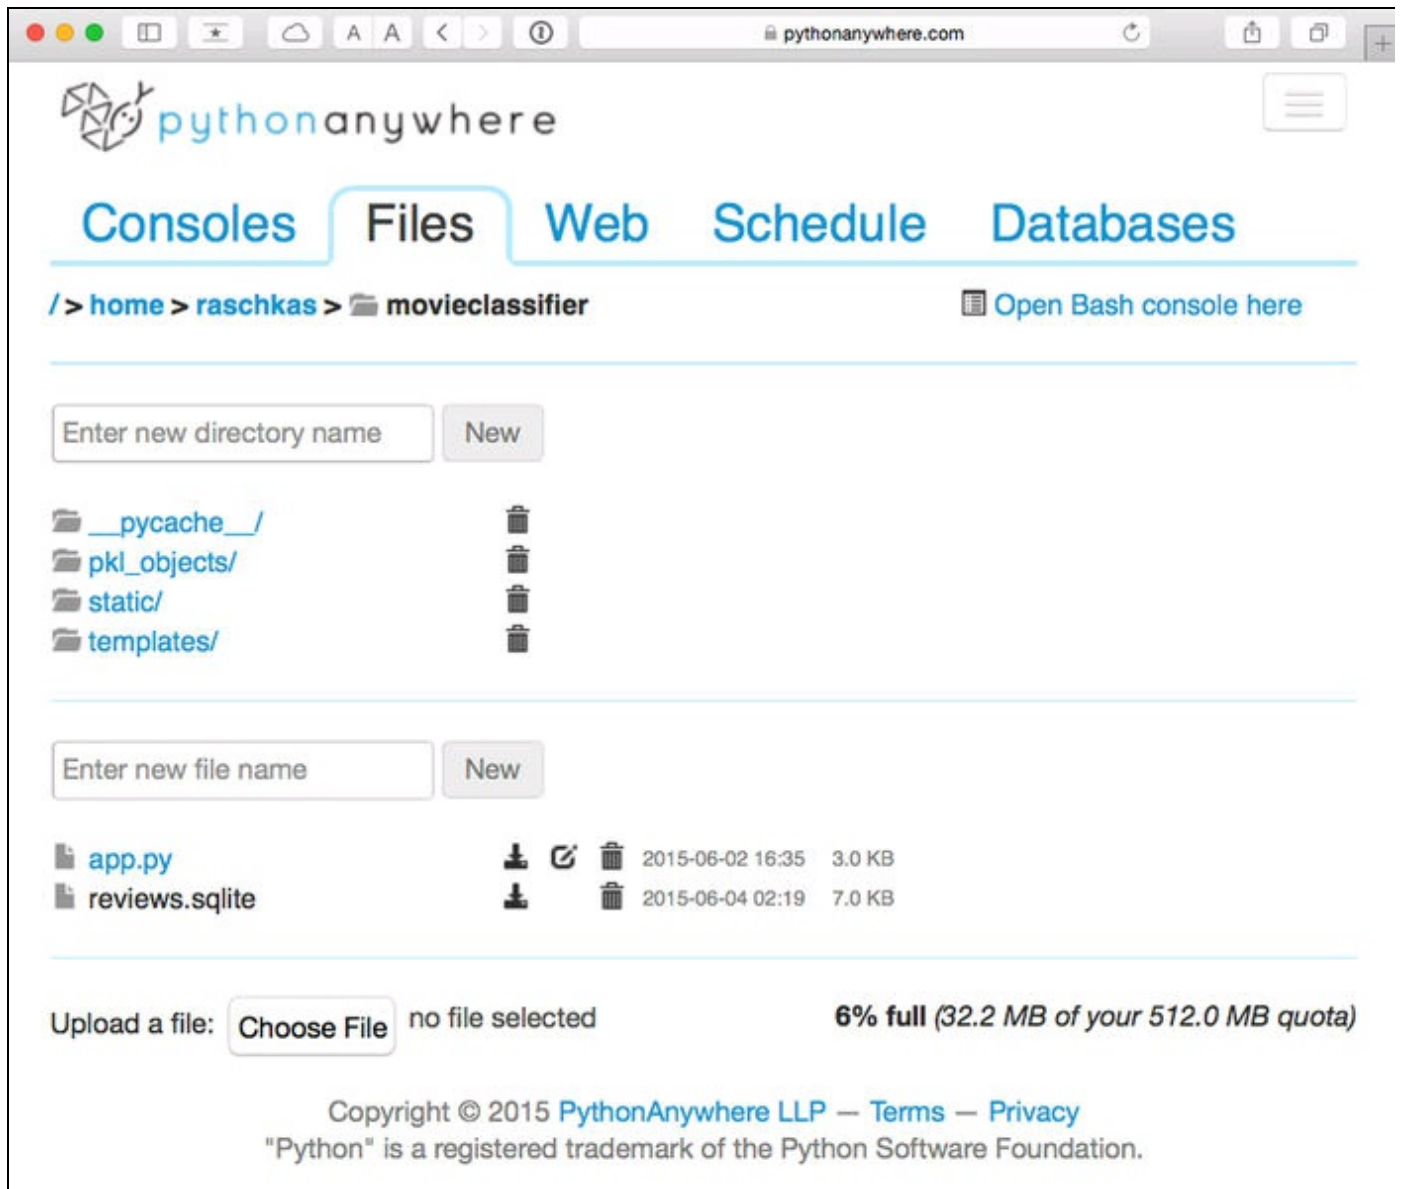 A A pythonanywhere.com
pythonanywhere
Consoles Files Web Schedule Databases
/ > home > raschkas > movieclassifier Open Bash console here
Enter new directory name New
__pycache__/
pkl_objects/
static/
templates/
Enter new file name New
app.py 2015-06-02 16:35 3.0 KB
reviews.sqlite 2015-06-04 02:19 7.0 KB
Upload a file: Choose File no file selected 6% full (32.2 MB of your 512.0 MB quota)
Copyright © 2015 PythonAnywhere LLP — Terms — Privacy
"Python" is a registered trademark of the Python Software Foundation.